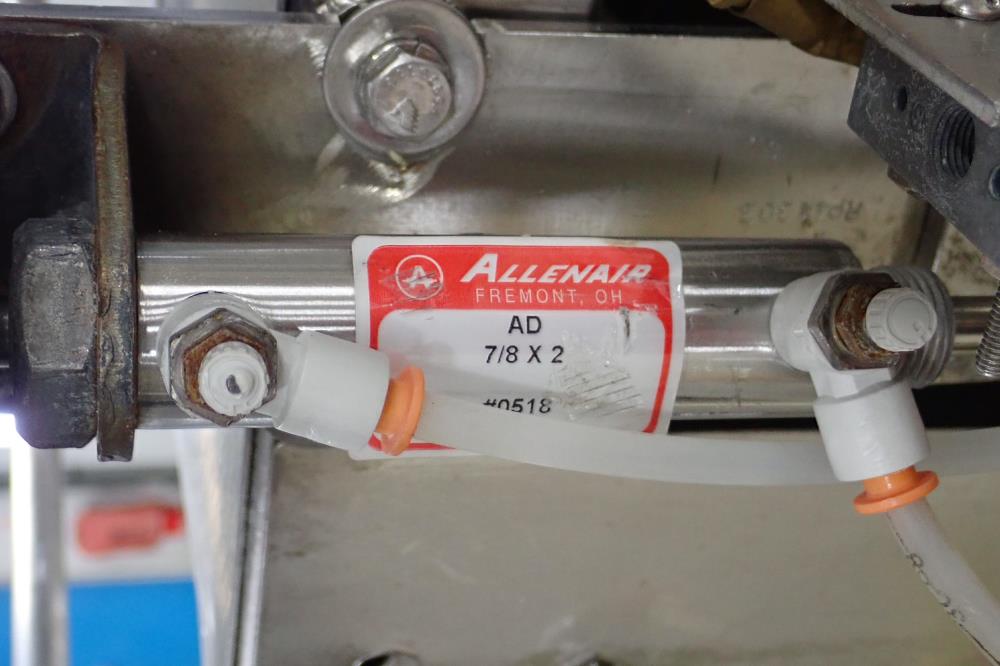 A
ALLENAIR
FREMONT, OH
AD
7/8 X 2
#0518